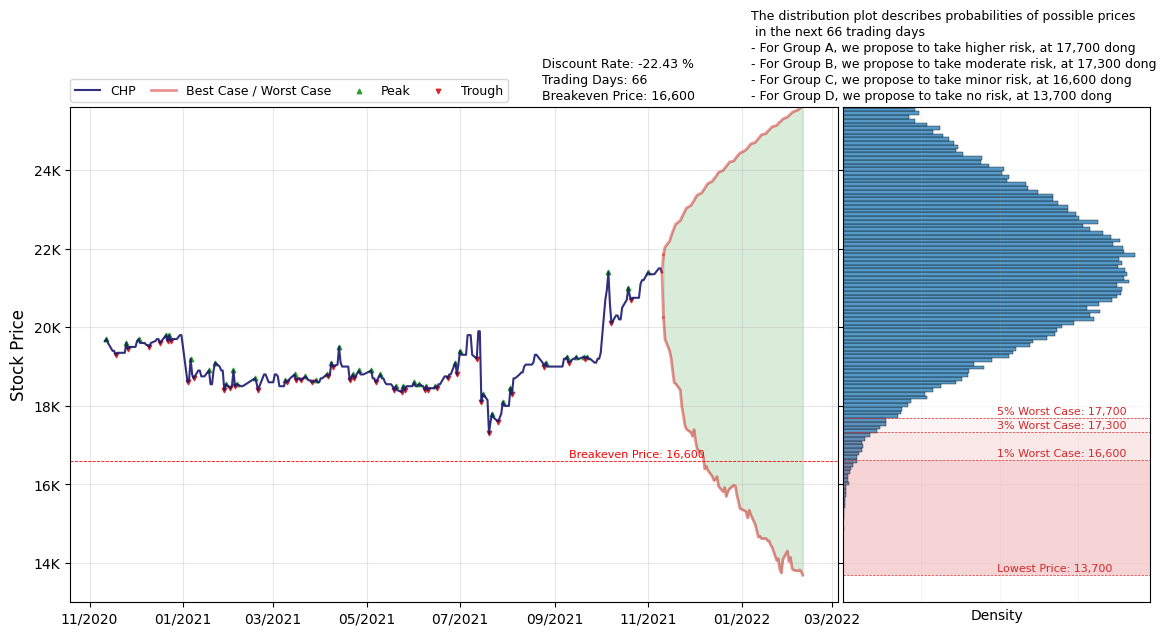 The distribution plot describes probabilities of possible prices
in the next 66 trading days
- For Group A, we propose to take higher risk, at 17,700 dong
- For Group B, we propose to take moderate risk, at 17,300 dong
- For Group C, we propose to take minor risk, at 16,600 dong
- For Group D, we propose to take no risk, at 13,700 dong
Discount Rate: -22.43 %
Trading Days: 66
Breakeven Price: 16,600
CHP Best Case / Worst Case Peak Trough
Stock Price
24K
22K
20K
18K
16K
14K
Breakeven Price: 16,600
5% Worst Case: 17,700
3% Worst Case: 17,300
1% Worst Case: 16,600
Lowest Price: 13,700
11/2020 01/2021 03/2021 05/2021 07/2021 09/2021 11/2021 01/2022 03/2022
Density